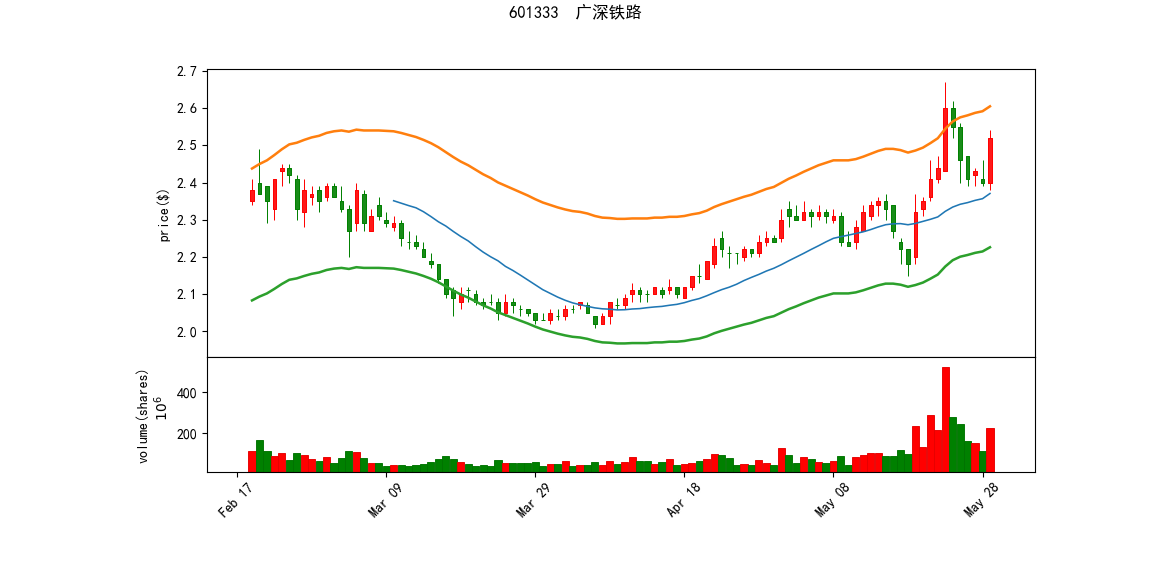 601333 广深铁路
2.7
2.6
2.5
2.4
2.3
2.2
2.1
2.0
price($)
400
200
volume(shares)
10^6
Feb 17
Mar 09
Mar 29
Apr 18
May 08
May 28